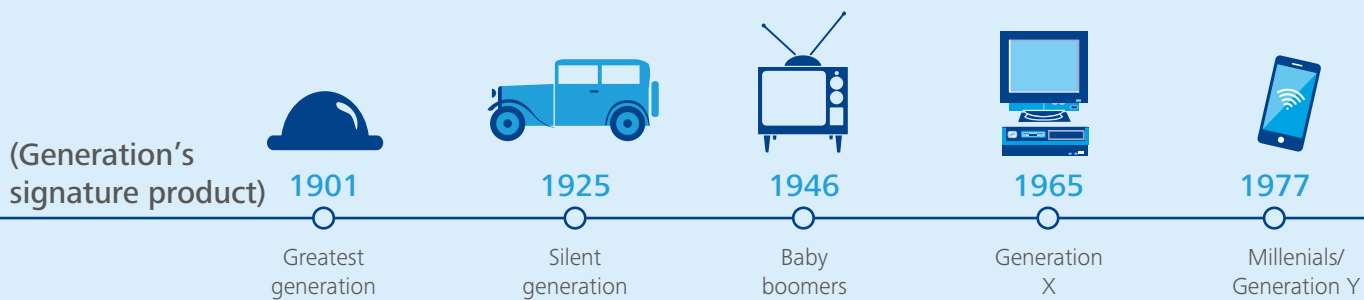 (Generation’s
signature product)
1901
1925
1946
1965
1977
Greatest
generation
Silent
generation
Baby
boomers
Generation
X
Millenials/
Generation Y